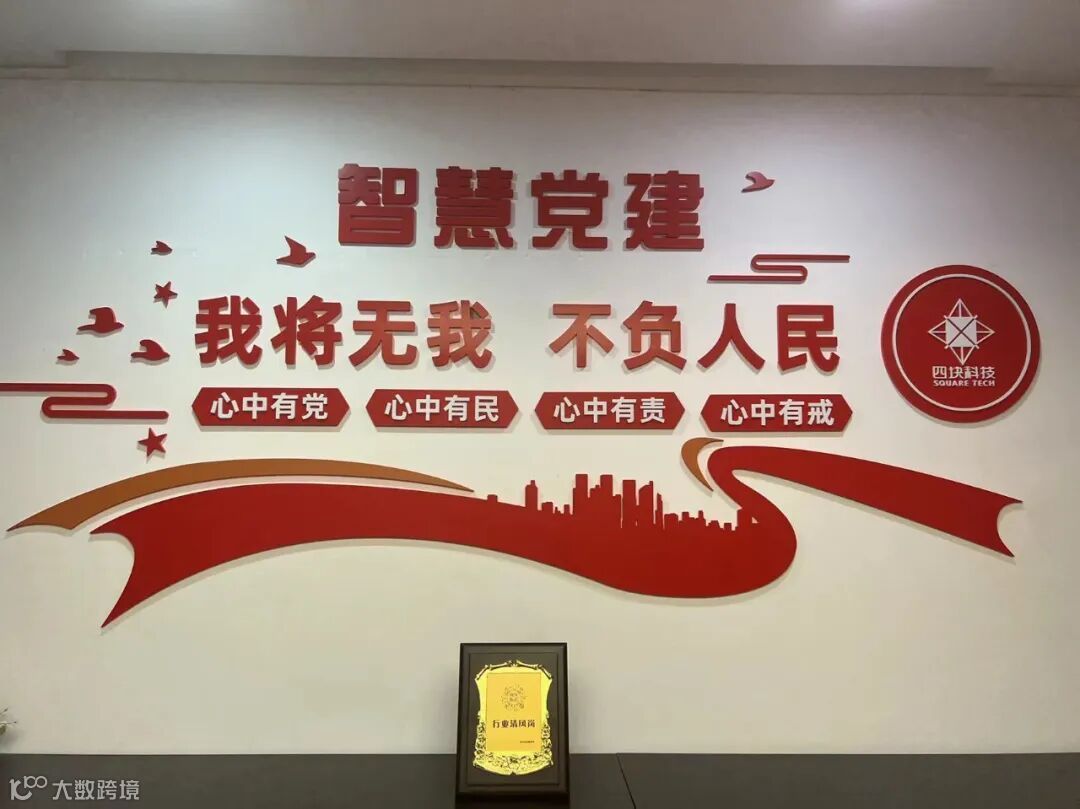 智慧党建
我将无我 不负人民
心中有党 心中有民 心中有责 心中有戒
四块科技
SQUARE TECH
行业清风岗
大数跨境